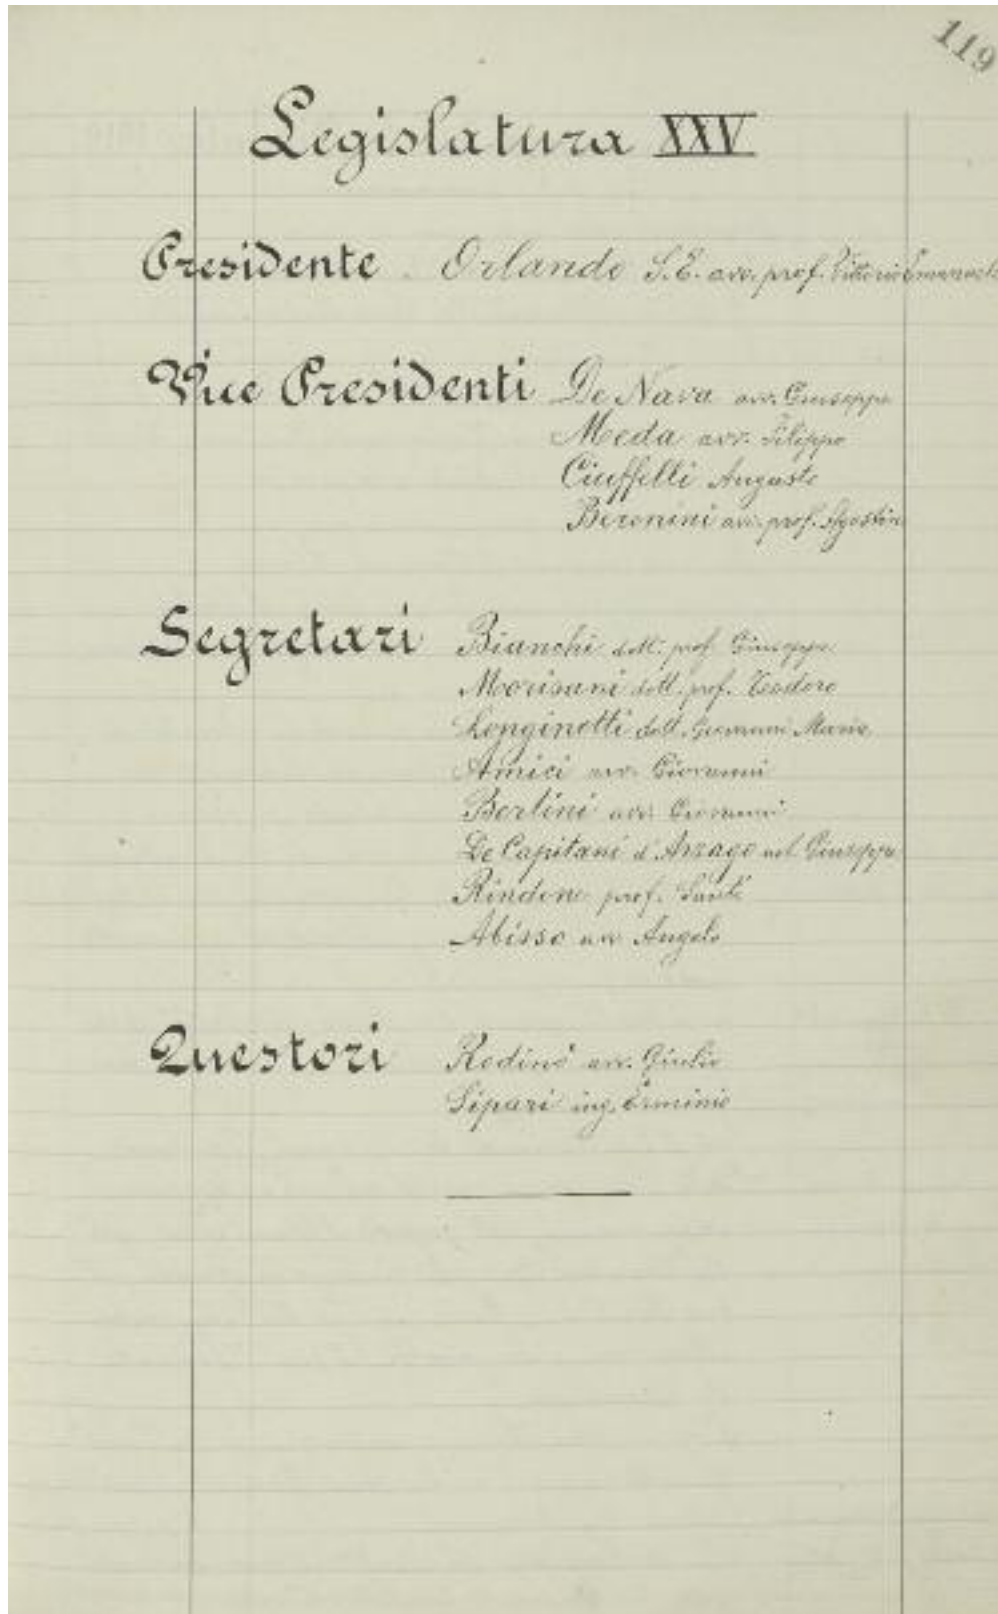 119
Legislatura XXV
Presidente Orlando S.E. avv. prof. Vittorio Emanuele
Vice Presidenti De Nava avv. Giuseppe
Meda avv. Filippo
Ciuffelli Augusto
Berenini avv. prof. Agostino
Segretari Bianchi dott. prof. Giuseppe
Morisani dott. prof. Teodoro
Longinotti dott. Giovanni Maria
Amici avv. Giovanni
Bertini avv. Giovanni
De Capitani d'Arzago nob. Giuseppe
Rindone prof. Santi
Abisso avv. Angelo
Questori Rodinò avv. Giulio
Sipari ing. Erminio